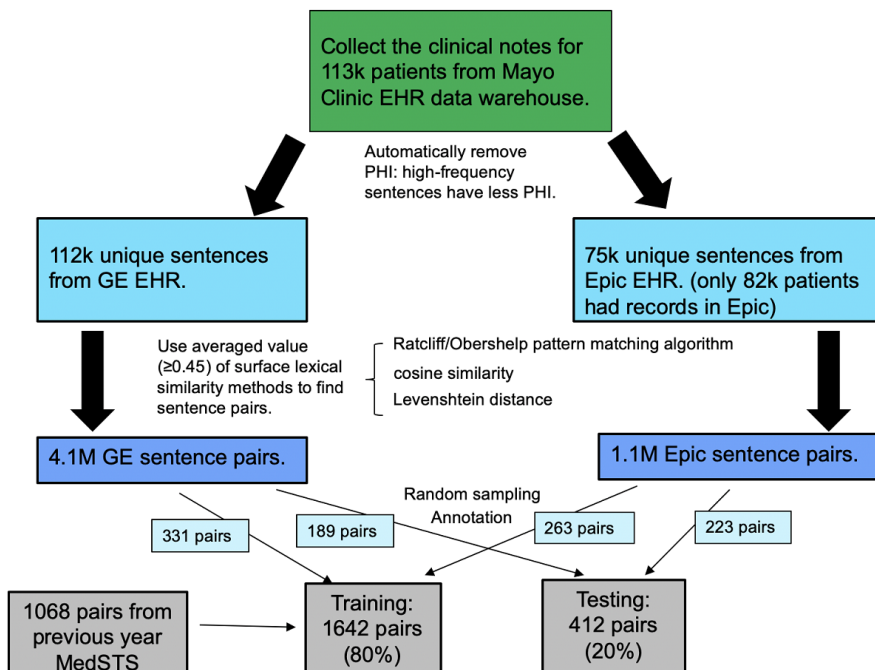 Collect the clinical notes for
113k patients from Mayo
Clinic EHR data warehouse.
Automatically remove
PHI: high-frequency
sentences have less PHI.
112k unique sentences
from GE EHR.
75k unique sentences from
Epic EHR. (only 82k patients
had records in Epic)
Use averaged value
(≥0.45) of surface lexical
similarity methods to find
sentence pairs.
Ratcliff/Obershelp pattern matching algorithm
cosine similarity
Levenshtein distance
4.1M GE sentence pairs.
1.1M Epic sentence pairs.
Random sampling
Annotation
331 pairs
189 pairs
263 pairs
223 pairs
1068 pairs from
previous year
MedSTS
Training:
1642 pairs
(80%)
Testing:
412 pairs
(20%)